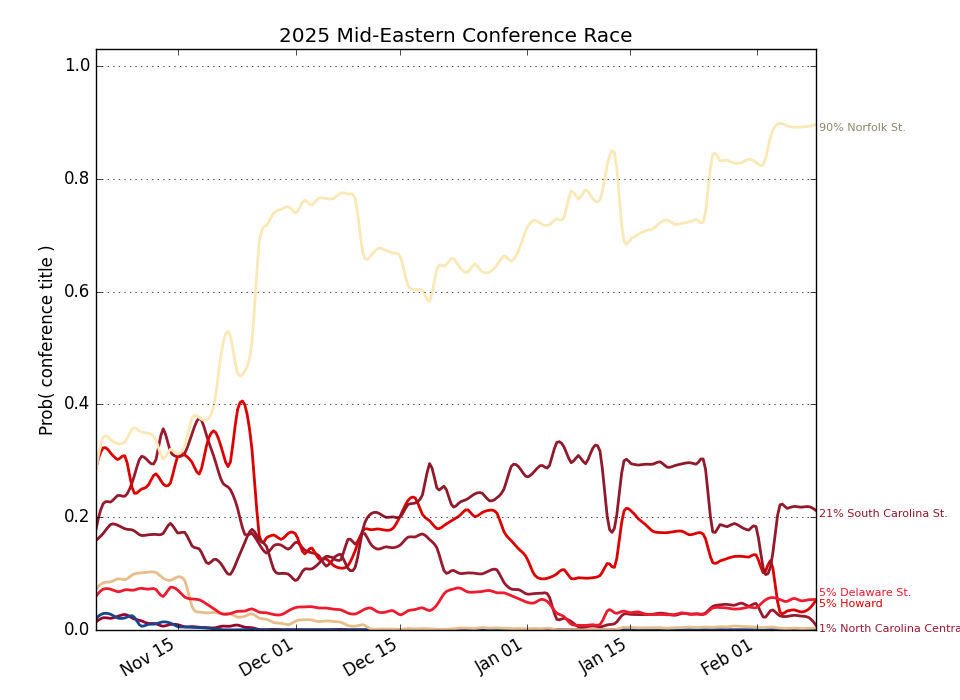 2025 Mid-Eastern Conference Race
1.0
0.8
0.6
0.4
0.2
0.0
Prob( conference title )
90% Norfolk St.
21% South Carolina St.
5% Delaware St.
5% Howard
1% North Carolina Centra
Nov 15
Dec 01
Dec 15
Jan 01
Jan 15
Feb 01